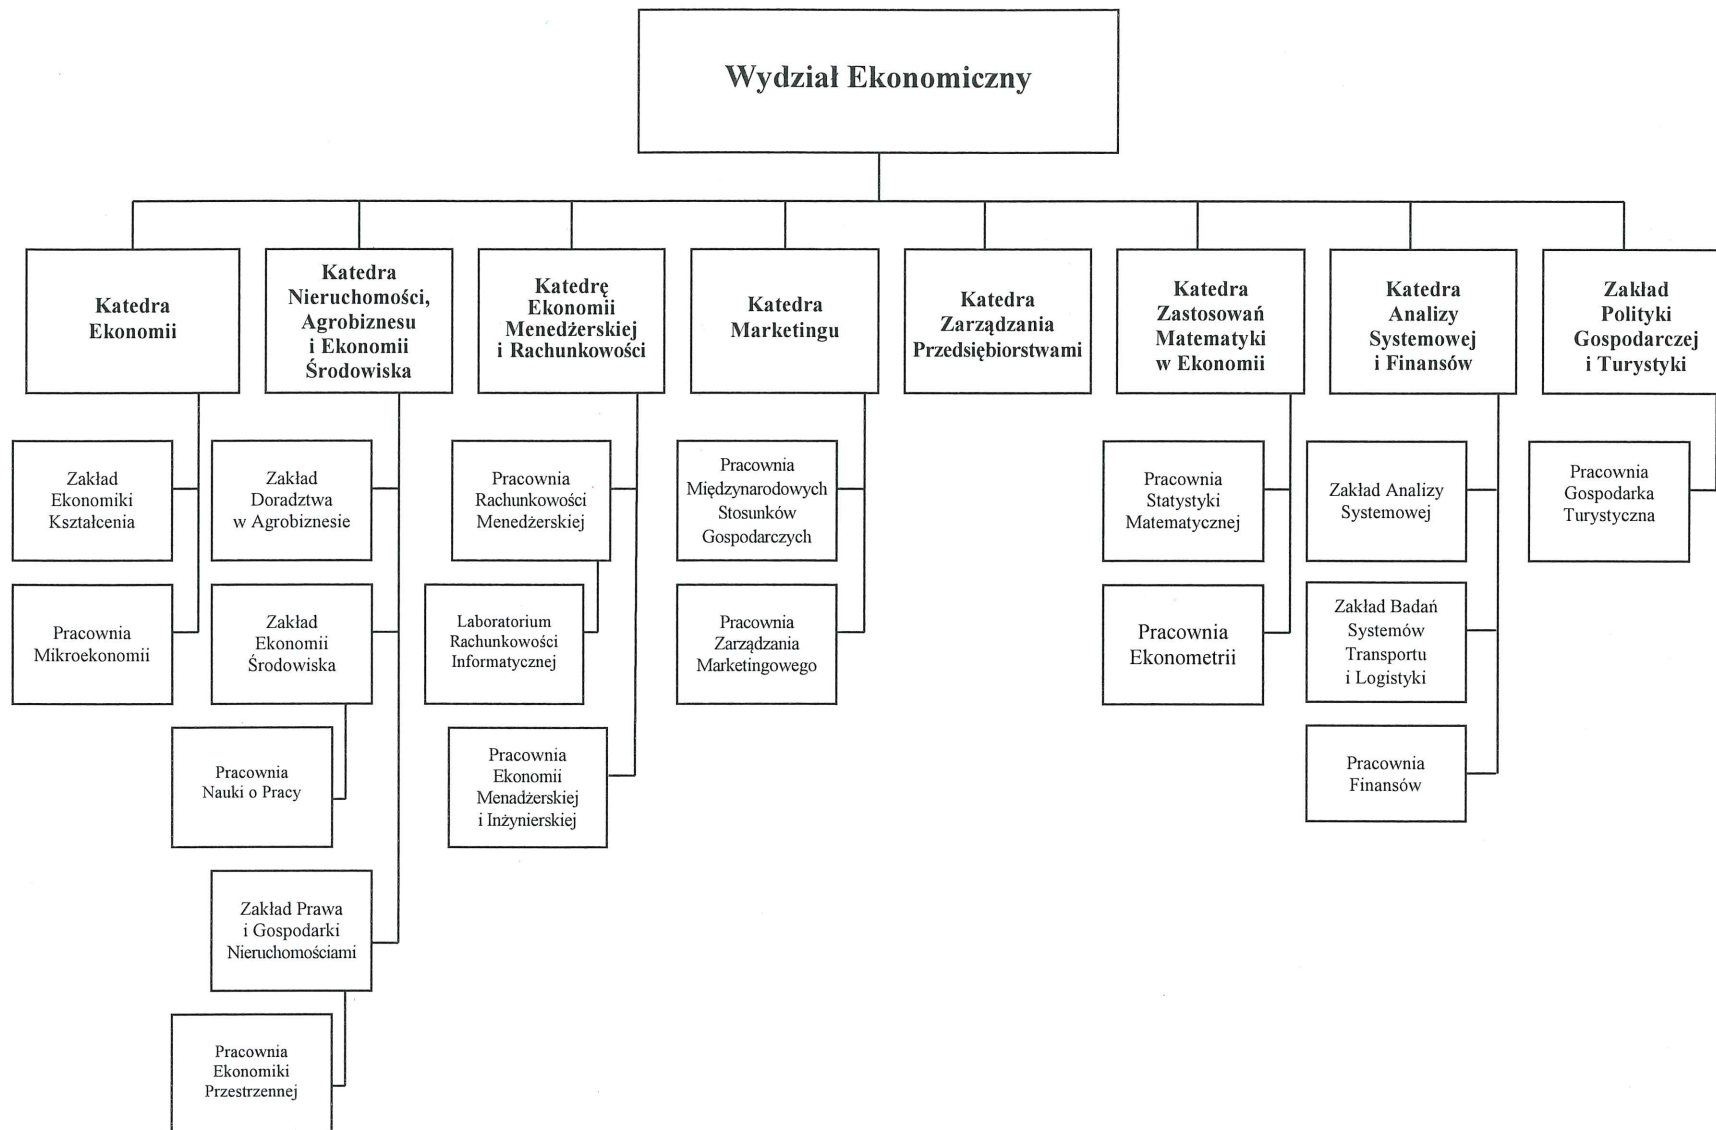 Wydział Ekonomiczny
Katedra
Ekonomii
Katedra
Nieruchomości,
Agrobiznesu
i Ekonomii
Środowiska
Katedrę
Ekonomii
Menedżerskiej
i Rachunkowości
Katedra
Marketingu
Katedra
Zarządzania
Przedsiębiorstwami
Katedra
Zastosowań
Matematyki
w Ekonomii
Katedra
Analizy
Systemowej
i Finansów
Zakład
Polityki
Gospodarczej
i Turystyki
Zakład
Ekonomiki
Kształcenia
Zakład
Doradztwa
w Agrobiznesie
Pracownia
Rachunkowości
Menedżerskiej
Pracownia
Międzynarodowych
Stosunków
Gospodarczych
Pracownia
Statystyki
Matematycznej
Zakład Analizy
Systemowej
Pracownia
Gospodarka
Turystyczna
Pracownia
Mikroekonomii
Zakład
Ekonomii
Środowiska
Laboratorium
Rachunkowości
Informatycznej
Pracownia
Zarządzania
Marketingowego
Pracownia
Ekonometrii
Zakład Badań
Systemów
Transportu
i Logistyki
Pracownia
Nauki o Pracy
Pracownia
Ekonomii
Menadżerskiej
i Inżynierskiej
Pracownia
Finansów
Zakład Prawa
i Gospodarki
Nieruchomościami
Pracownia
Ekonomiki
Przestrzennej